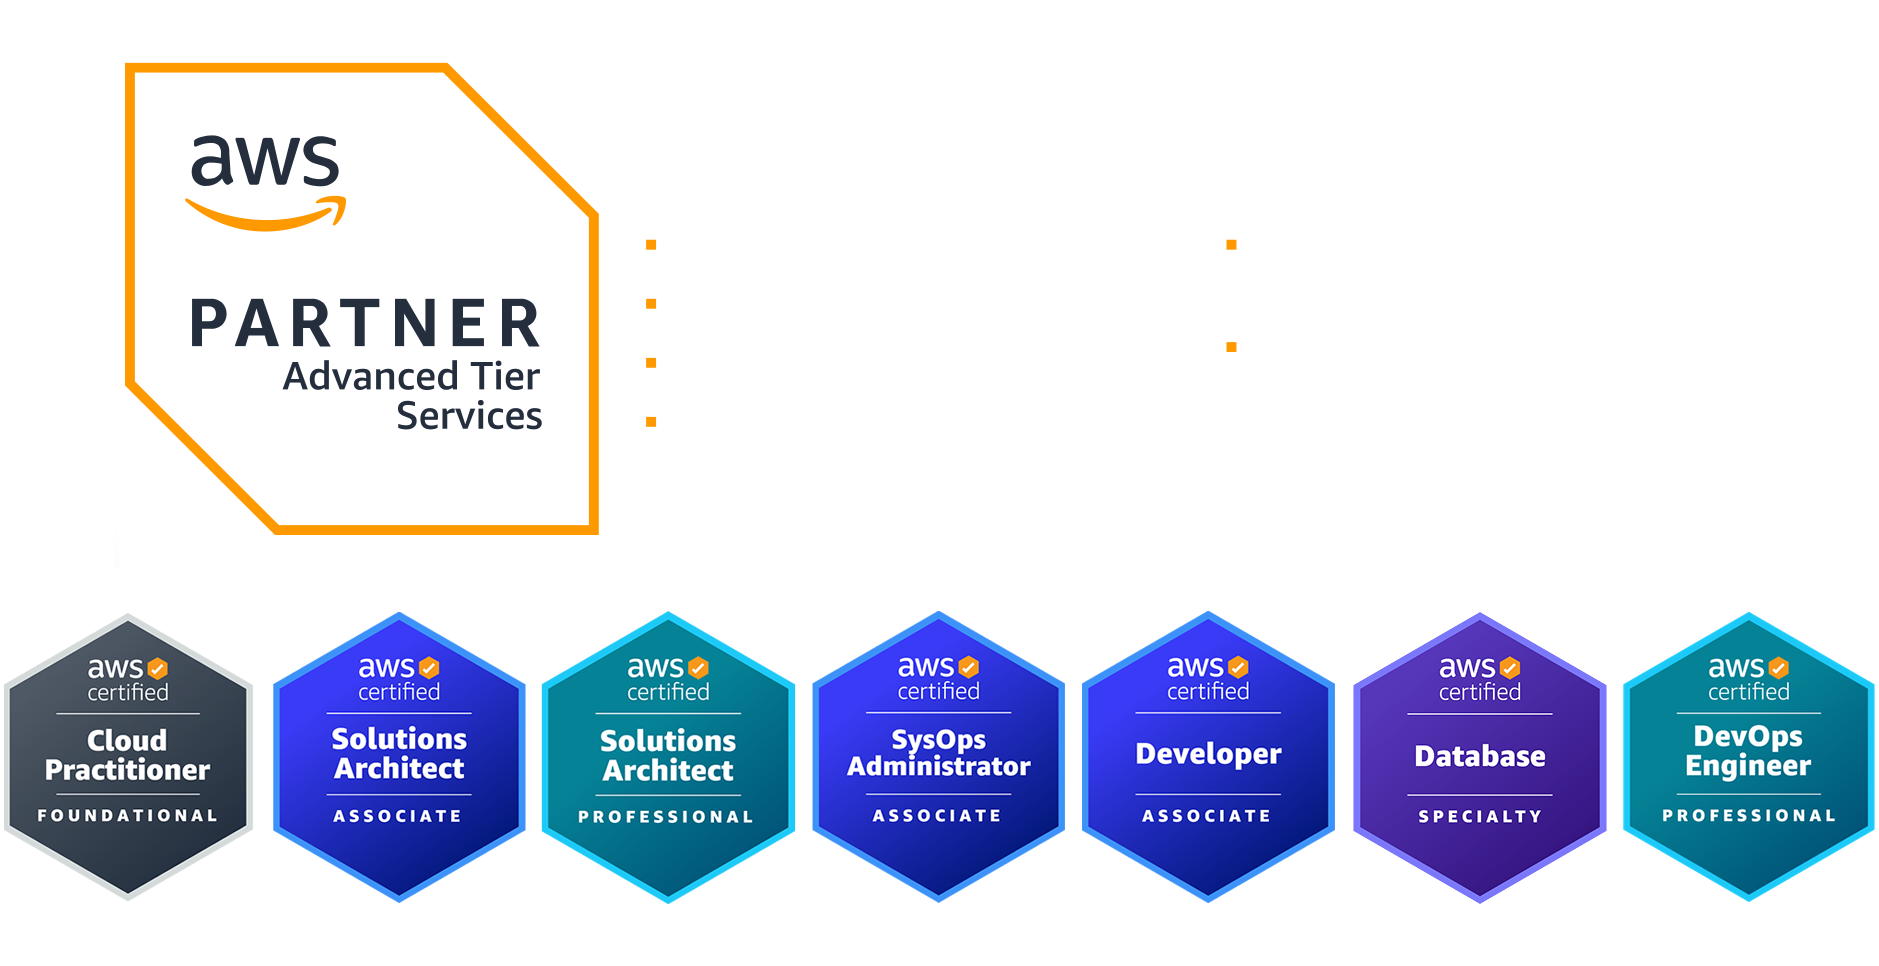 aws
PARTNER
Advanced Tier
Services
aws
certified
Cloud
Practitioner
FOUNDATIONAL
aws
certified
Solutions
Architect
ASSOCIATE
aws
certified
Solutions
Architect
PROFESSIONAL
aws
certified
SysOps
Administrator
ASSOCIATE
aws
certified
Developer
ASSOCIATE
aws
certified
Database
SPECIALTY
aws
certified
DevOps
Engineer
PROFESSIONAL